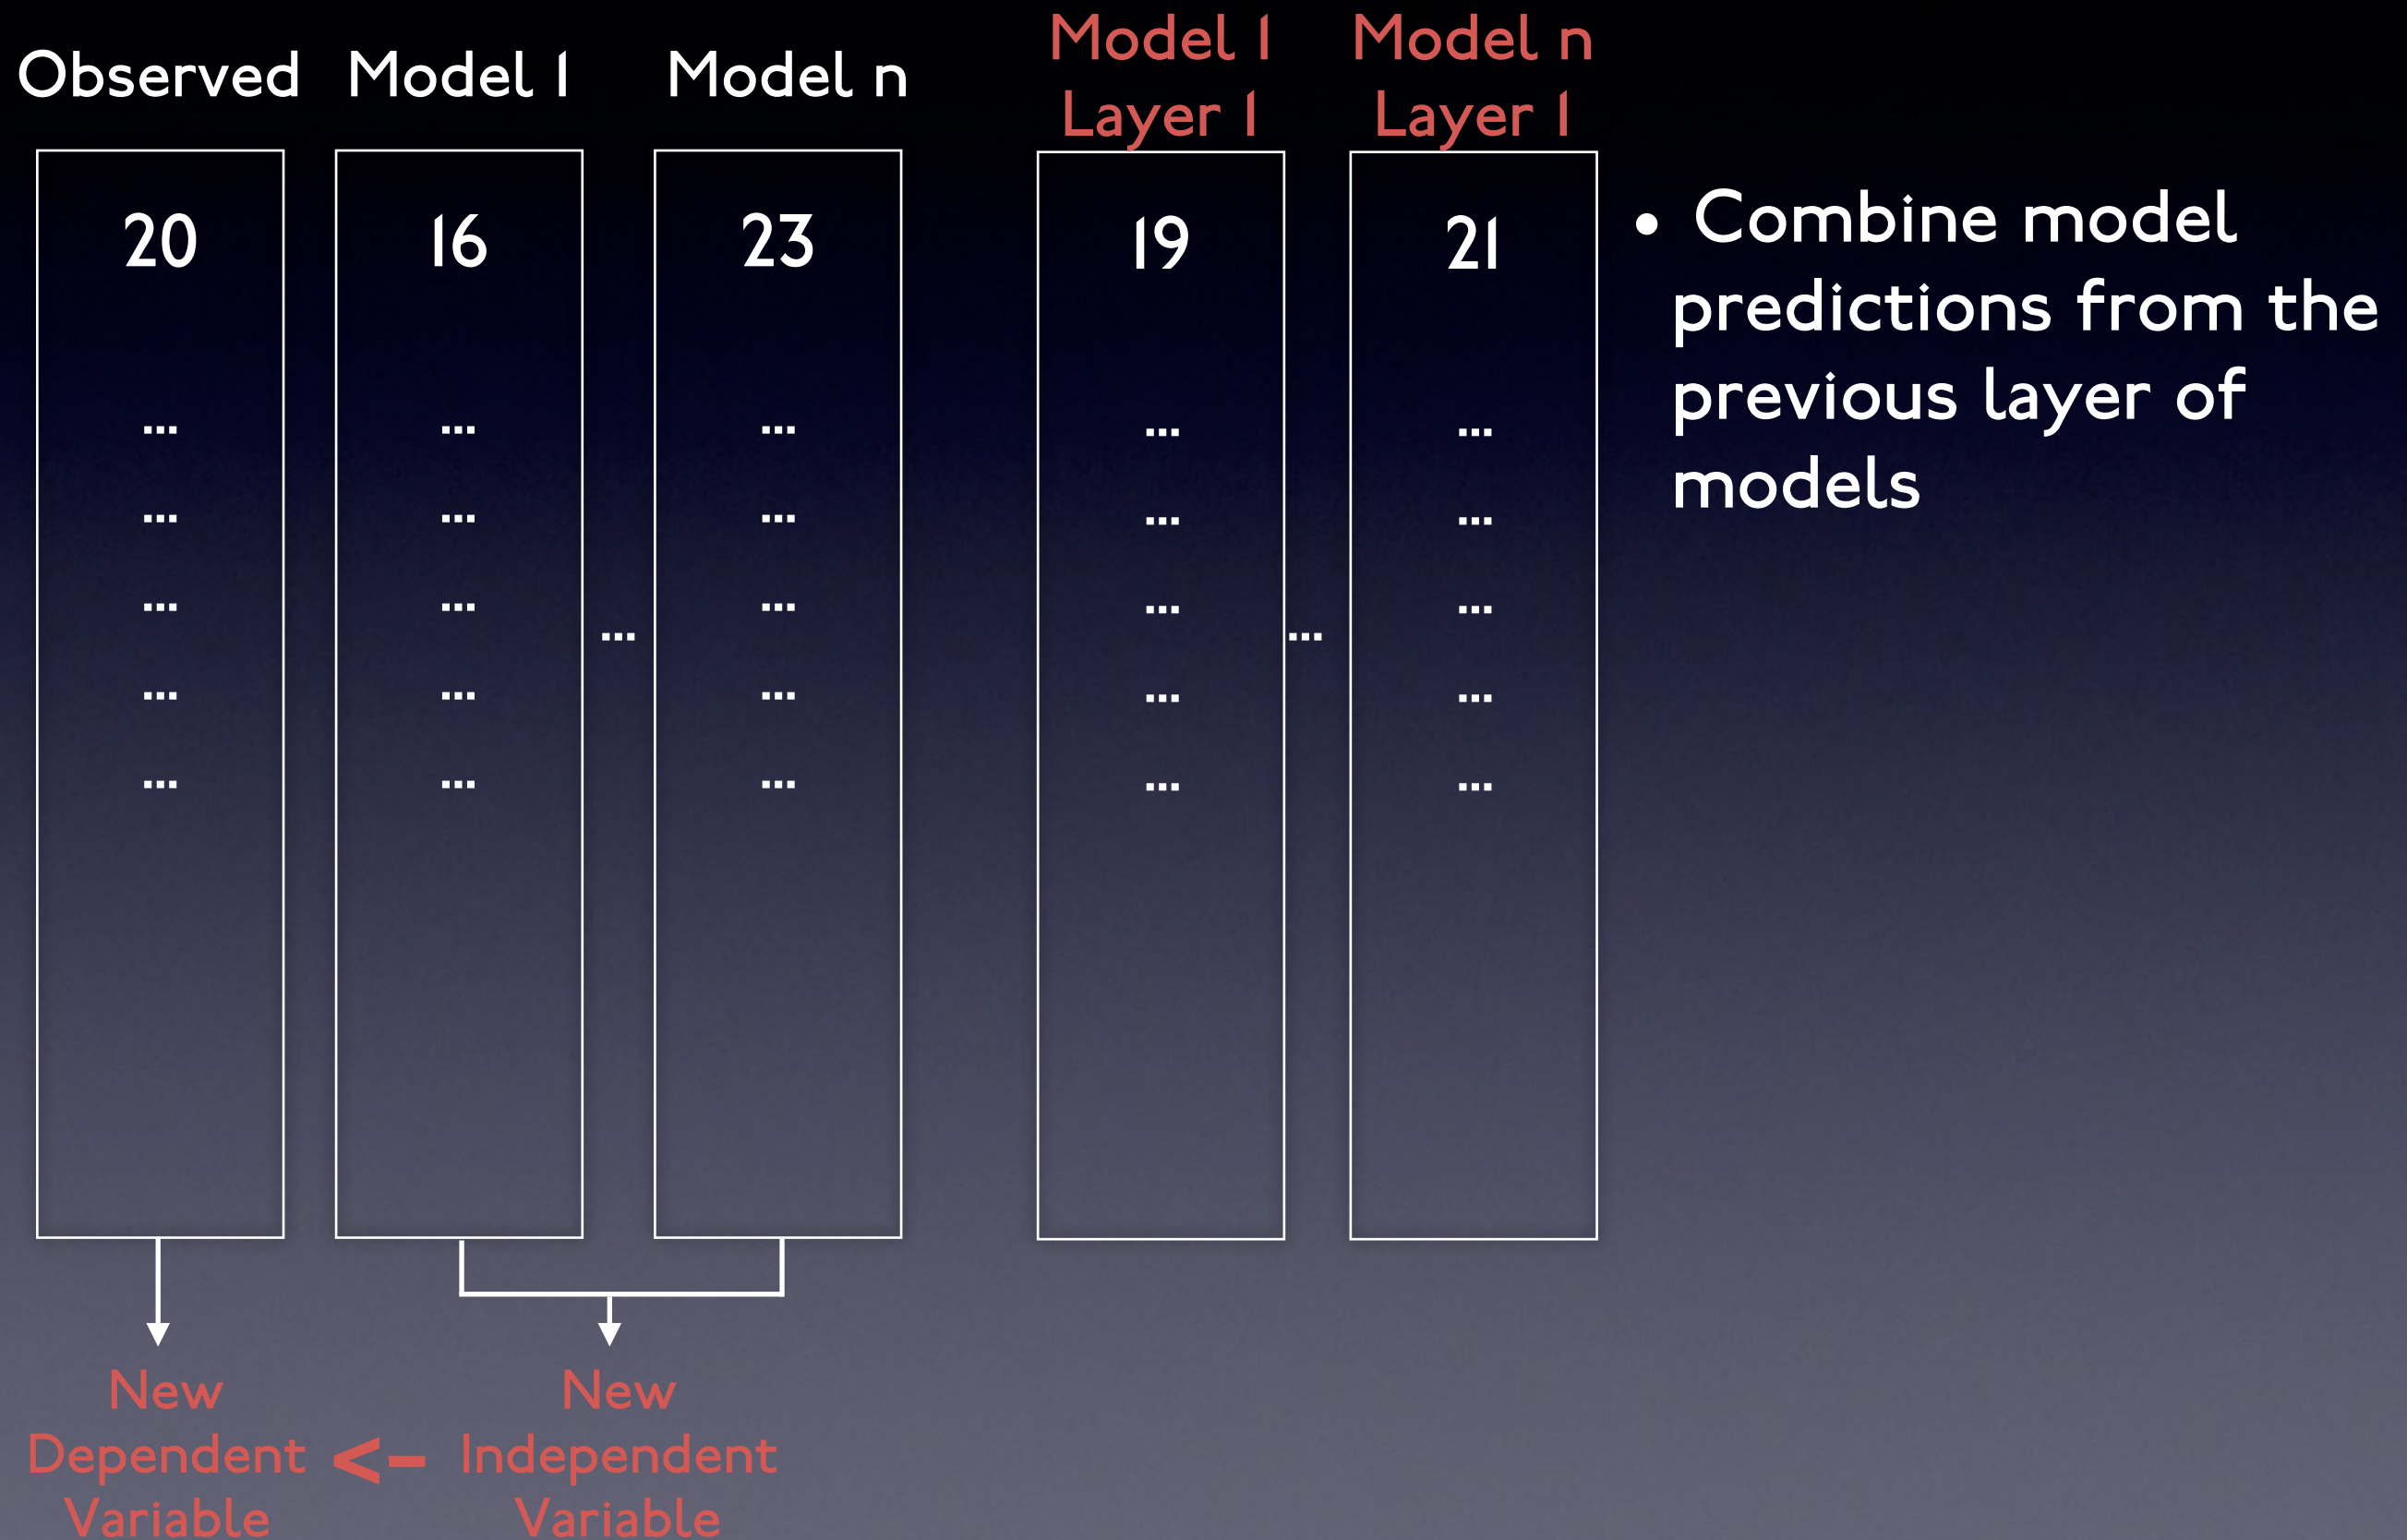 Observed
Model 1
Model n
Model 1
Layer 1
Model n
Layer 1
20
16
23
19
21
... ... ... ... ...
... ... ... ... ...
... ... ... ... ...
... ...
... ... ... ... ...
... ... ... ... ...
• Combine model
predictions from the
previous layer of
models
New
Dependent
Variable
<-
New
Independent
Variable